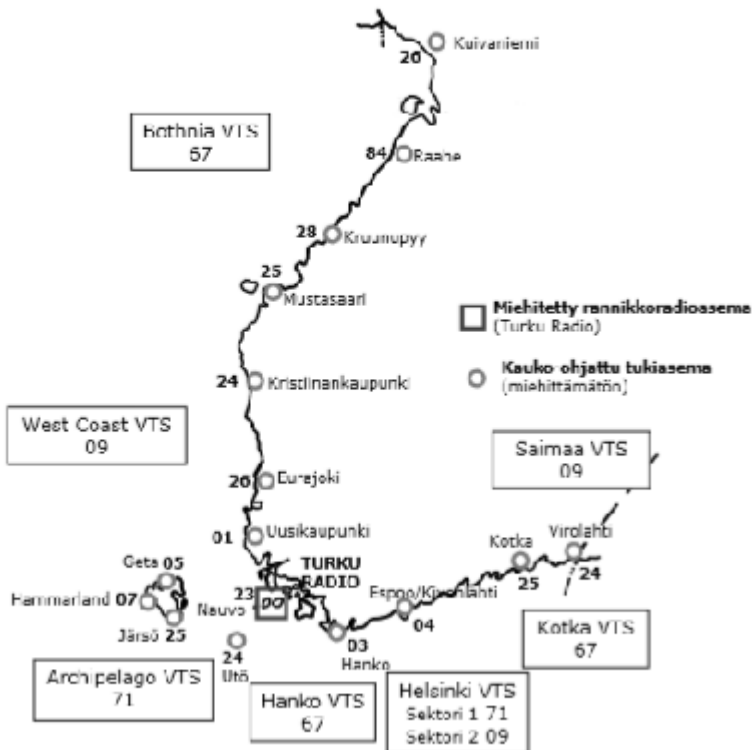 20 Kuivaniemi
Bothnia VTS
67
84 Raahe
28 Kruunupyy
25
Mustasaari
Miehitetty rannikkoradioasema
(Turku Radio)
24 Kristiinankaupunki
Kauko ohjattu tukiasema
(miehittämätön)
West Coast VTS
09
Saimaa VTS
09
26 Eurajoki
01 Uusikaupunki
Kotka
Virolahti
Geta 05
TURKU
RADIO
25
24
Hammarland 07
23
Nauvo
Espoo/
04
Järsö 25
03
Hanko
24
Utö
Kotka VTS
67
Archipelago VTS
71
Hanko VTS
67
Helsinki VTS
Sektori 1 71
Sektori 2 09